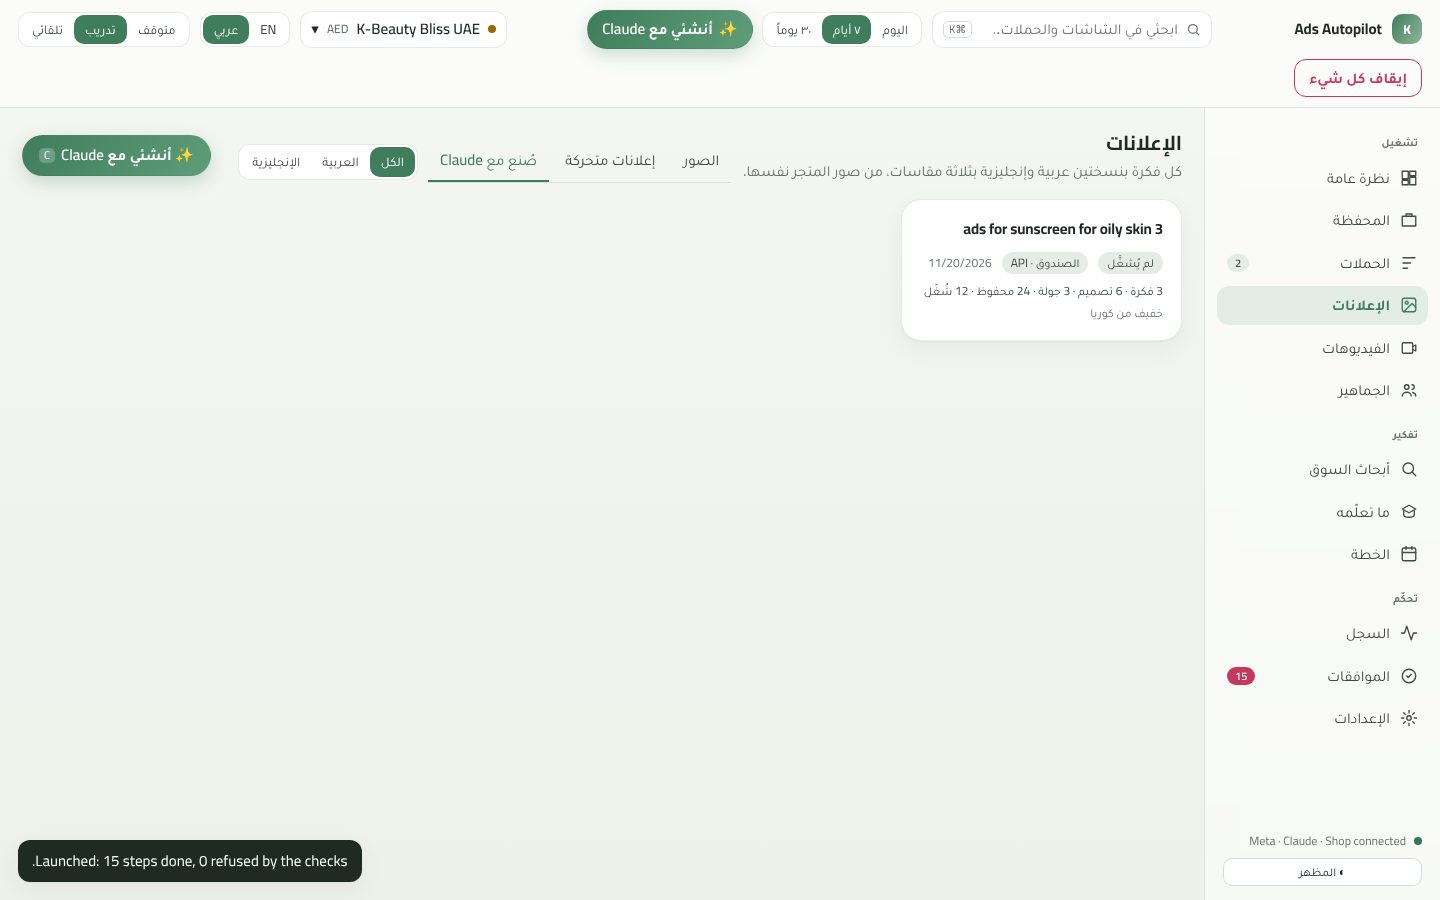 K
Ads Autopilot
ابحثي في الشاشات والحملات..
⌘K
اليوم
٧ أيام
٣٠ يوماً
✨ أنشئي مع Claude
K-Beauty Bliss UAE
AED
▼
EN
عربي
متوقف
تدريب
تلقائي
إيقاف كل شيء
تشغيل
نظرة عامة
المحفظة
الحملات
2
الإعلانات
الفيديوهات
الجماهير
تفكير
أبحاث السوق
ما تعلّمه
الخطة
تحكّم
السجل
الموافقات
15
الإعدادات
Meta · Claude · Shop connected
المظهر
الإعلانات
كل فكرة بنسختين عربية وإنجليزية بثلاثة مقاسات، من صور المتجر نفسها.
الصور
إعلانات متحركة
صُنع مع Claude
الكل
العربية
الإنجليزية
✨ أنشئي مع Claude
C
3 ads for sunscreen for oily skin
لم يُشغَّل
الصندوق · API
11/20/2026
3 فكرة · 6 تصميم · 3 جولة · 24 محفوظ · 12 شُغّل
خفيف من كوريا
Launched: 15 steps done, 0 refused by the checks.